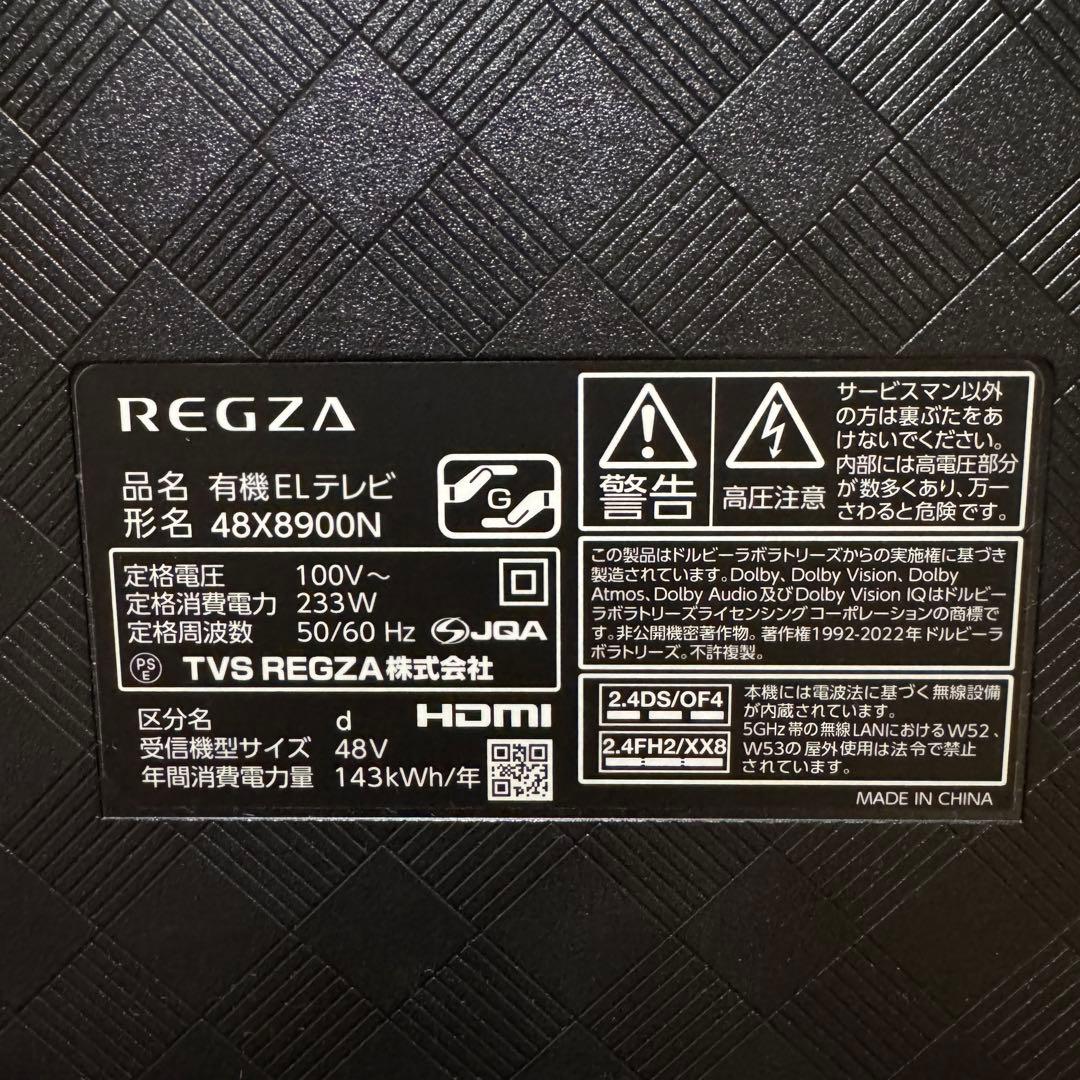 REGZA
品名 有機ELテレビ
形名 48X8900N
G
定格電圧 100V～
定格消費電力 233W
定格周波数 50/60 Hz JQA
PS
E
TVS REGZA株式会社
区分名 d HDMI
受信機型サイズ 48V
年間消費電力量 143kWh/年
警告
高圧注意
サービスマン以外
の方は裏ぶたをあ
けないでください。
内部には高電圧部分
が数多くあり、万一
さわると危険です。
この製品はドルビーラボラトリーズからの実施権に基づき
製造されています。Dolby、Dolby Vision、Dolby
Atmos、Dolby Audio及びDolby Vision IQはドルビー
ラボラトリーズライセンシングコーポレーションの商標で
す。非公開機密著作物。著作権1992-2022年ドルビーラ
ボラトリーズ。不許複製。
2.4DS/OF4
2.4FH2/XX8
本機には電波法に基づく無線設備
が内蔵されています。
5GHz帯の無線LANにおけるW52、
W53の屋外使用は法令で禁止
されています。
MADE IN CHINA